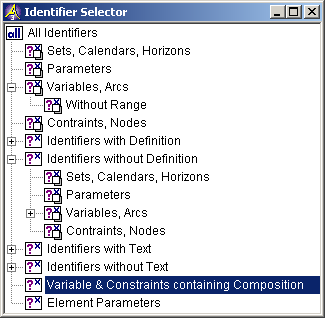 Identifier Selector
all All Identifiers
Sets, Calendars, Horizons
Parameters
Variables, Arcs
Without Range
Contraints, Nodes
Identifiers with Definition
Identifiers without Definition
Sets, Calendars, Horizons
Parameters
Variables, Arcs
Contraints, Nodes
Identifiers with Text
Identifiers without Text
Variable & Constraints containing Composition
Element Parameters